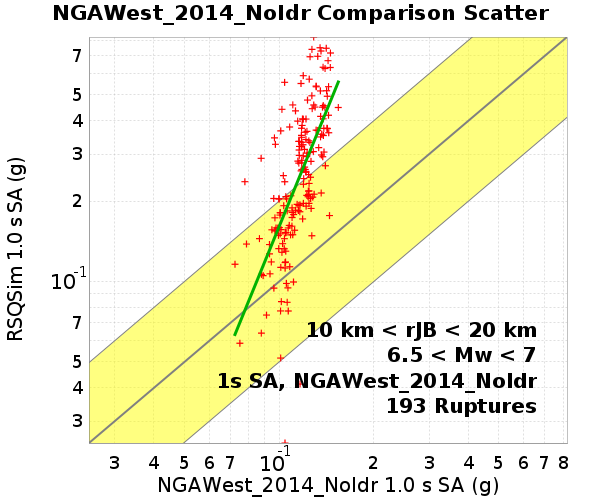 NGAWest_2014_NoIdr Comparison Scatter
RSQSim 1.0 s SA (g)
7
5
4
3
2
10^-1
7
5
4
3
10 km < rJB < 20 km
6.5 < Mw < 7
1s SA, NGAWest_2014_NoIdr
193 Ruptures
3 4 5 6 7 10^-1 2 3 4 5 6 7 8
NGAWest_2014_NoIdr 1.0 s SA (g)